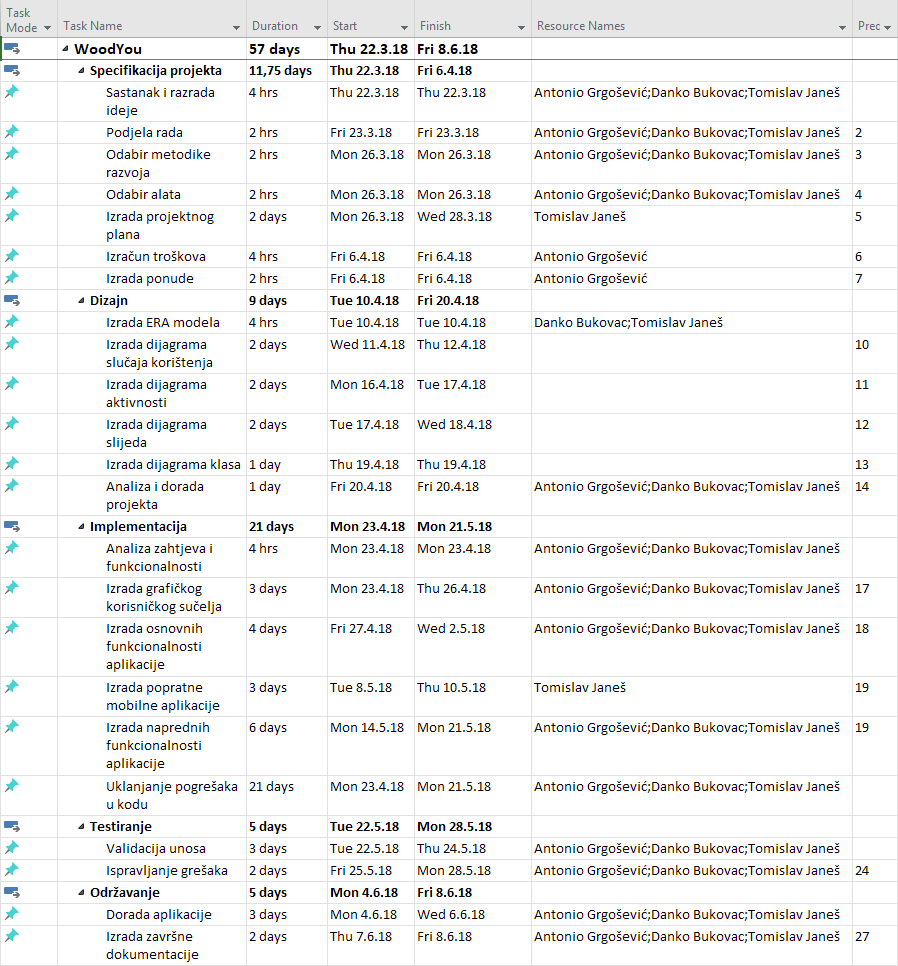 Task Mode Task Name Duration Start Finish Resource Names Prec
WoodYou 57 days Thu 22.3.18 Fri 8.6.18
Specifikacija projekta 11,75 days Thu 22.3.18 Fri 6.4.18
Sastanak i razrada 4 hrs Thu 22.3.18 Thu 22.3.18 Antonio Grgošević;Danko Bukovac;Tomislav Janeš
ideje
Podjela rada 2 hrs Fri 23.3.18 Fri 23.3.18 Antonio Grgošević;Danko Bukovac;Tomislav Janeš 2
Odabir metodike 2 hrs Mon 26.3.18 Mon 26.3.18 Antonio Grgošević;Danko Bukovac;Tomislav Janeš 3
razvoja
Odabir alata 2 hrs Mon 26.3.18 Mon 26.3.18 Antonio Grgošević;Danko Bukovac;Tomislav Janeš 4
Izrada projektnog 2 days Mon 26.3.18 Wed 28.3.18 Tomislav Janeš 5
plana
Izračun troškova 4 hrs Fri 6.4.18 Fri 6.4.18 Antonio Grgošević 6
Izrada ponude 2 hrs Fri 6.4.18 Fri 6.4.18 Antonio Grgošević 7
Dizajn 9 days Tue 10.4.18 Fri 20.4.18
Izrada ERA modela 4 hrs Tue 10.4.18 Tue 10.4.18 Danko Bukovac;Tomislav Janeš
Izrada dijagrama 2 days Wed 11.4.18 Thu 12.4.18 10
slučaja korištenja
Izrada dijagrama 2 days Mon 16.4.18 Tue 17.4.18 11
aktivnosti
Izrada dijagrama 2 days Tue 17.4.18 Wed 18.4.18 12
slijeda
Izrada dijagrama klasa 1 day Thu 19.4.18 Thu 19.4.18 13
Analiza i dorada 1 day Fri 20.4.18 Fri 20.4.18 Antonio Grgošević;Danko Bukovac;Tomislav Janeš 14
projekta
Implementacija 21 days Mon 23.4.18 Mon 21.5.18
Analiza zahtjeva i 4 hrs Mon 23.4.18 Mon 23.4.18 Antonio Grgošević;Danko Bukovac;Tomislav Janeš
funkcionalnosti
Izrada grafičkog 3 days Mon 23.4.18 Thu 26.4.18 Antonio Grgošević;Danko Bukovac;Tomislav Janeš 17
korisničkog sučelja
Izrada osnovnih 4 days Fri 27.4.18 Wed 2.5.18 Antonio Grgošević;Danko Bukovac;Tomislav Janeš 18
funkcionalnosti
aplikacije
Izrada popratne 3 days Tue 8.5.18 Thu 10.5.18 Tomislav Janeš 19
mobilne aplikacije
Izrada naprednih 6 days Mon 14.5.18 Mon 21.5.18 Antonio Grgošević;Danko Bukovac;Tomislav Janeš 19
funkcionalnosti
aplikacije
Uklanjanje pogrešaka 21 days Mon 23.4.18 Mon 21.5.18 Antonio Grgošević;Danko Bukovac;Tomislav Janeš
u kodu
Testiranje 5 days Tue 22.5.18 Mon 28.5.18
Validacija unosa 3 days Tue 22.5.18 Thu 24.5.18 Antonio Grgošević;Danko Bukovac;Tomislav Janeš
Ispravljanje grešaka 2 days Fri 25.5.18 Mon 28.5.18 Antonio Grgošević;Danko Bukovac;Tomislav Janeš 24
Održavanje 5 days Mon 4.6.18 Fri 8.6.18
Dorada aplikacije 3 days Mon 4.6.18 Wed 6.6.18 Antonio Grgošević;Danko Bukovac;Tomislav Janeš
Izrada završne 2 days Thu 7.6.18 Fri 8.6.18 Antonio Grgošević;Danko Bukovac;Tomislav Janeš 27
dokumentacije